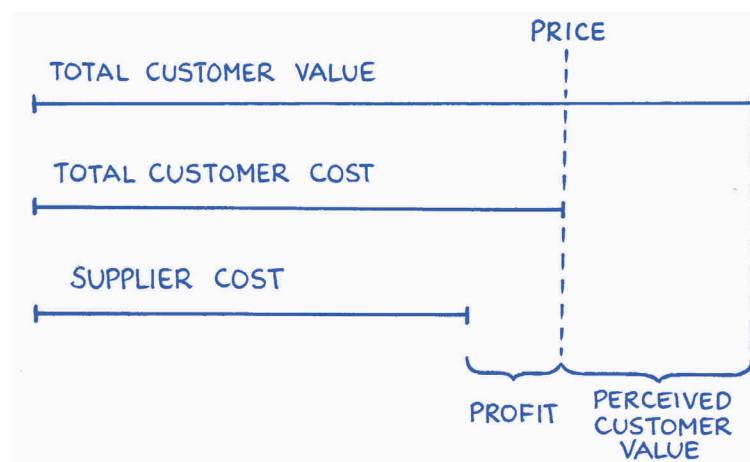 PRICE
TOTAL CUSTOMER VALUE
TOTAL CUSTOMER COST
SUPPLIER COST
PROFIT
PERCEIVED
CUSTOMER
VALUE